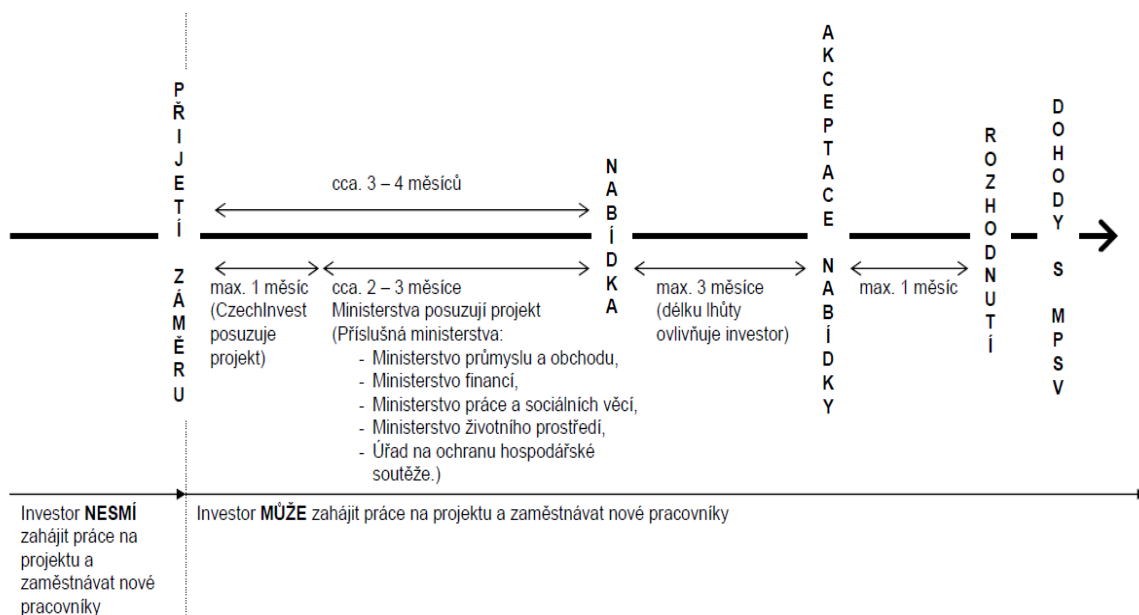 PŘIJETÍ ZÁMĚRU
cca. 3 – 4 měsíců
NABÍDKA
AKCEPTACE NABÍDKY
ROZHODNUTÍ
DOHODY S MPSV
max. 1 měsíc
(CzechInvest
posuzuje
projekt)
cca. 2 – 3 měsíce
Ministerstva posuzují projekt
(Příslušná ministerstva:
- Ministerstvo průmyslu a obchodu,
- Ministerstvo financí,
- Ministerstvo práce a sociálních věcí,
- Ministerstvo životního prostředí,
- Úřad na ochranu hospodářské
soutěže.)
max. 3 měsíce
(délku lhůty
ovlivňuje investor)
max. 1 měsíc
Investor NESMÍ
zahájit práce na
projektu a
zaměstnávat nové
pracovníky
Investor MŮŽE zahájit práce na projektu a zaměstnávat nové pracovníky